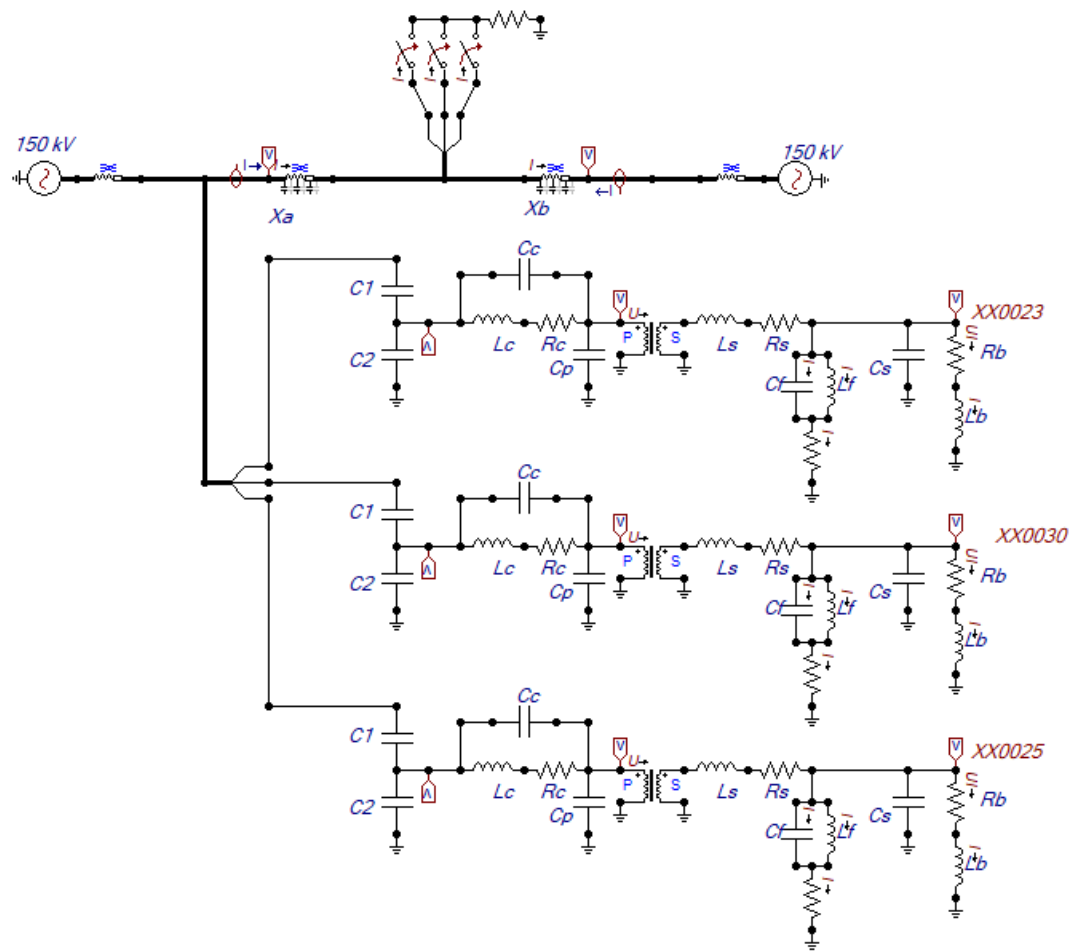 I I I
150 kV 150 kV
V V
I I I I
Xa Xb
Cc
C1 V U V XX0023
P S
V Lc Rc Ls Rs U Rb
C2 Cp I I Cs
Cf Lf I Lb
I
Cc
C1 V U V XX0030
P S
V Lc Rc Ls Rs U Rb
C2 Cp I I Cs
Cf Lf I Lb
I
Cc
C1 V U V XX0025
P S
V Lc Rc Ls Rs U Rb
C2 Cp I I Cs
Cf Lf I Lb
I